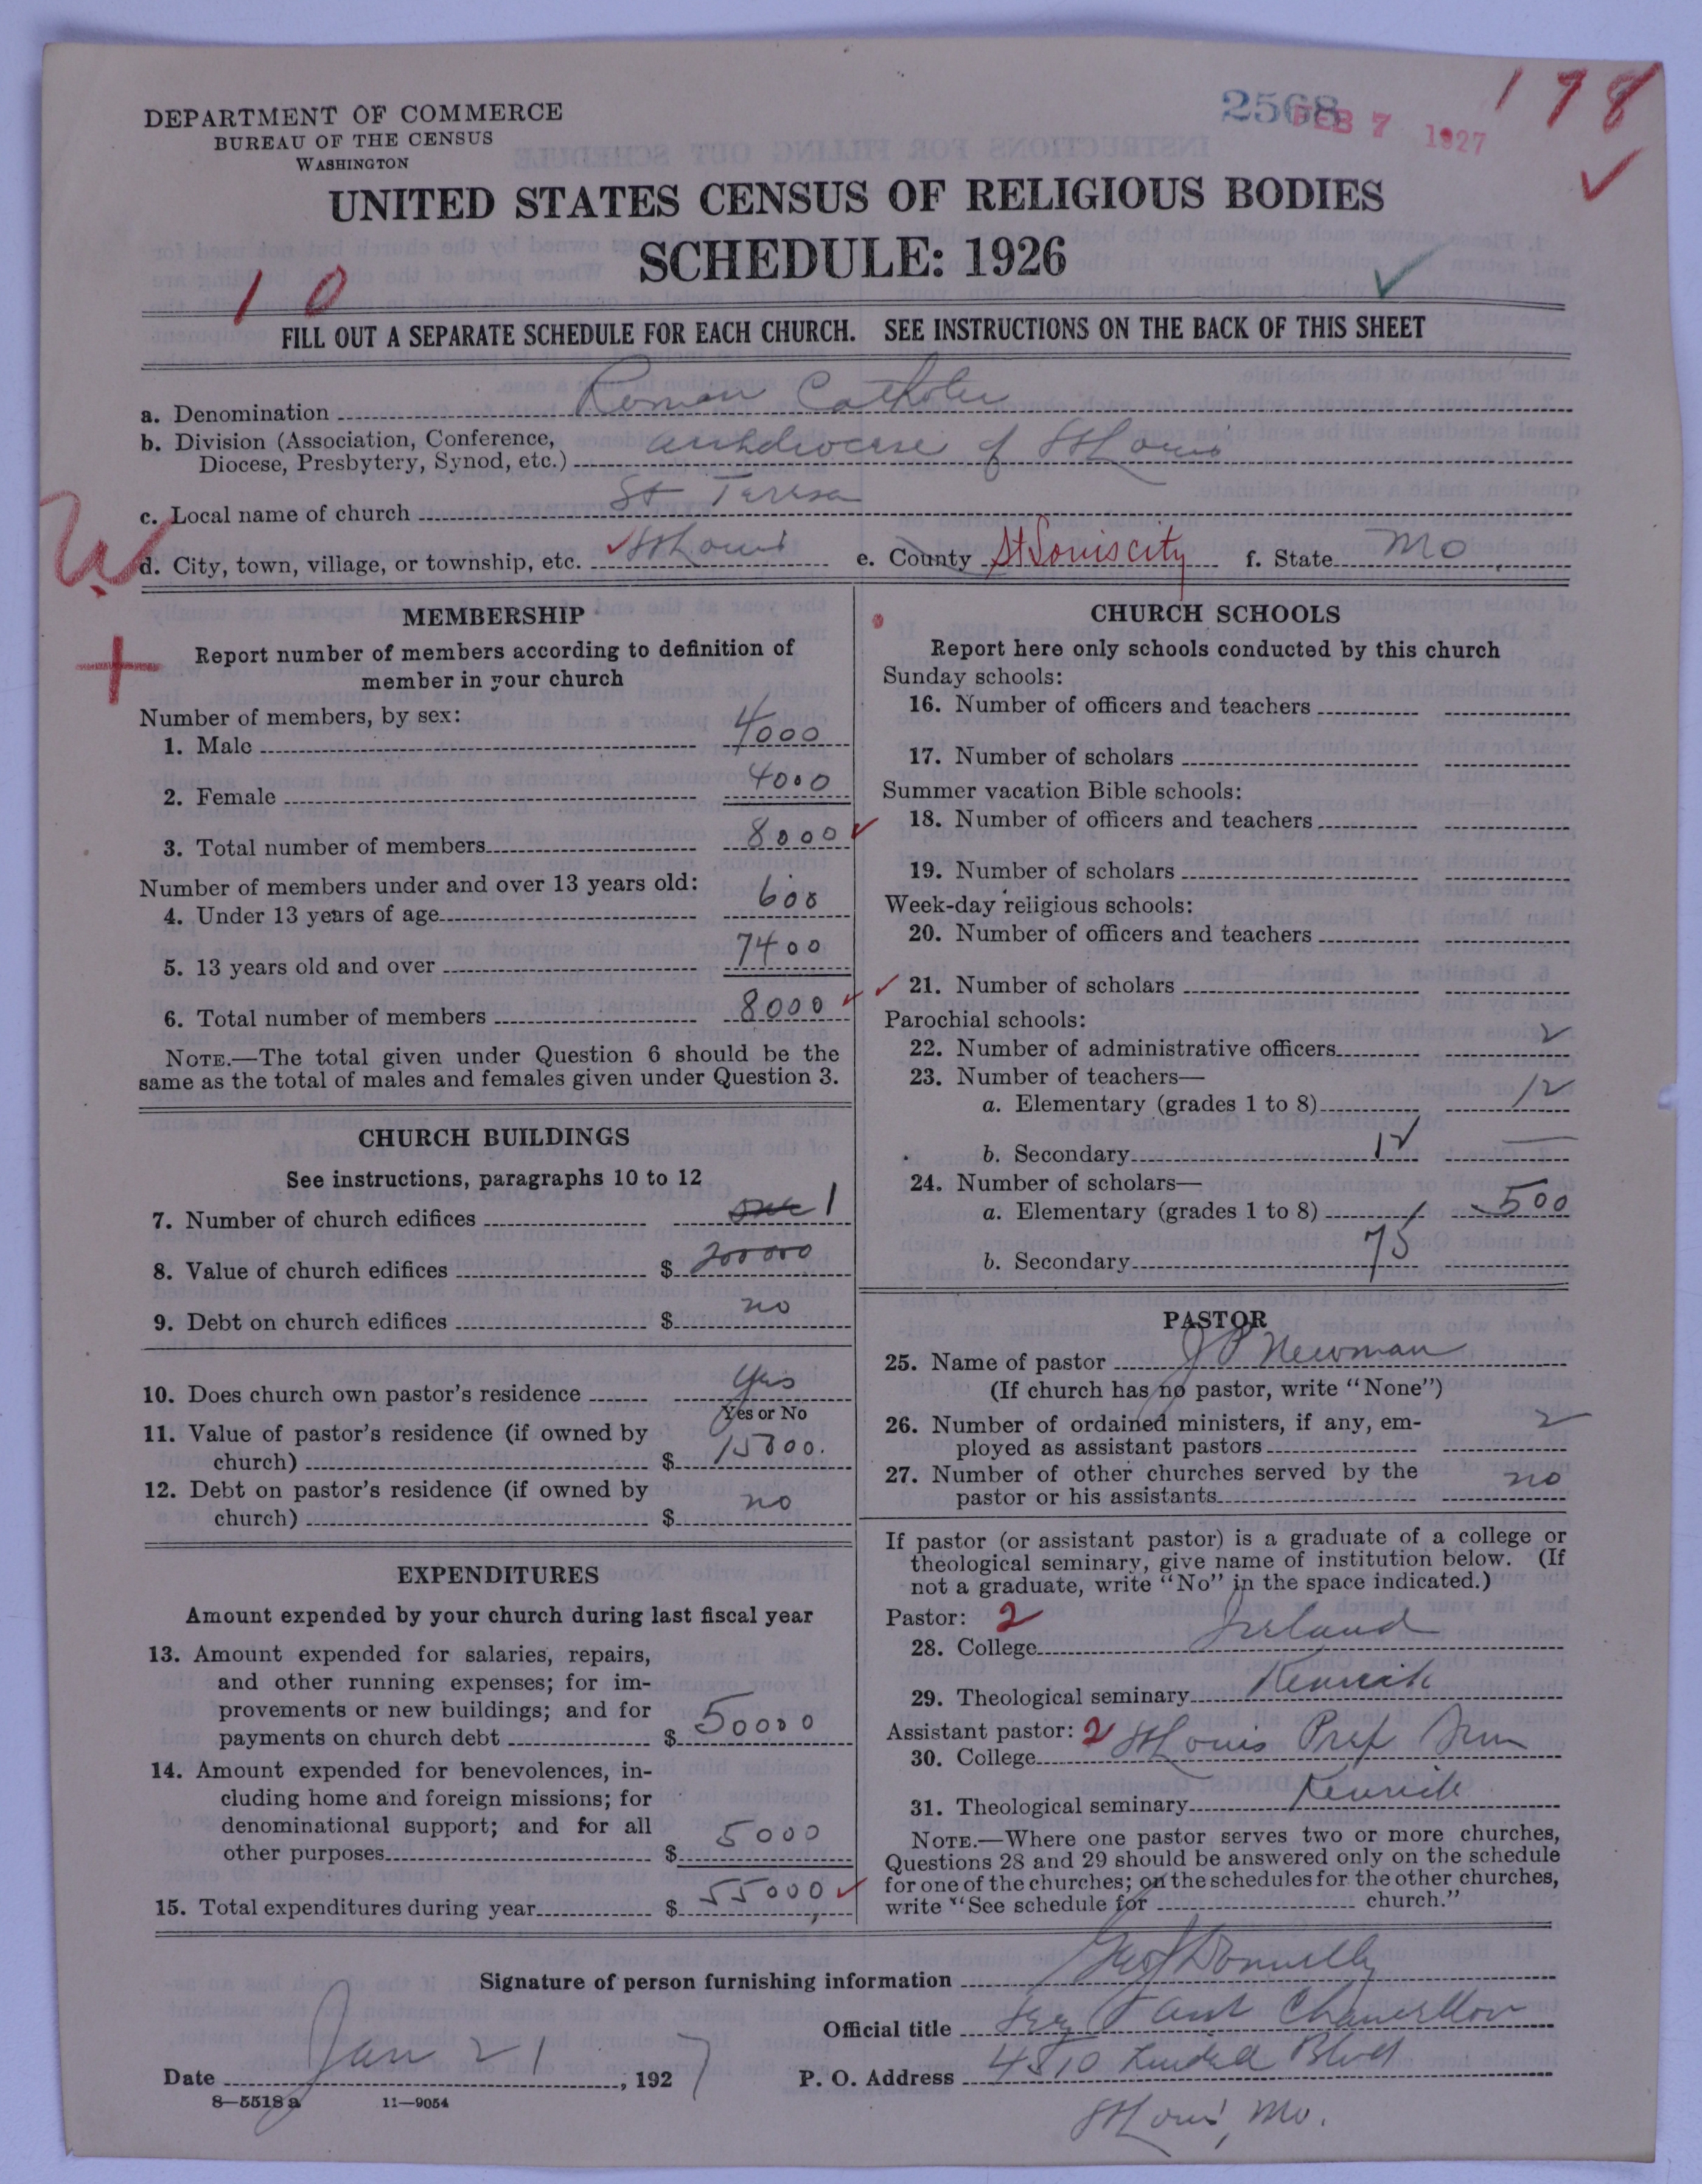 DEPARTMENT OF COMMERCE
BUREAU OF THE CENSUS
WASHINGTON
2568 FEB 7 1927
198
UNITED STATES CENSUS OF RELIGIOUS BODIES
SCHEDULE: 1926
10
FILL OUT A SEPARATE SCHEDULE FOR EACH CHURCH. SEE INSTRUCTIONS ON THE BACK OF THIS SHEET
a. Denomination Roman Catholic
b. Division (Association, Conference,
Diocese, Presbytery, Synod, etc.) Archdiocese of St Louis
c. Local name of church St Teresa
W
d. City, town, village, or township, etc. St Louis e. County St Louis city f. State Mo
MEMBERSHIP
Report number of members according to definition of
member in your church
Number of members, by sex:
1. Male 4000
2. Female 4000
3. Total number of members 8000
Number of members under and over 13 years old:
4. Under 13 years of age 600
5. 13 years old and over 7400
6. Total number of members 8000
NOTE.—The total given under Question 6 should be the
same as the total of males and females given under Question 3.
CHURCH BUILDINGS
See instructions, paragraphs 10 to 12
7. Number of church edifices one 1
8. Value of church edifices $ 200000
9. Debt on church edifices $ no
10. Does church own pastor's residence yes
Yes or No
11. Value of pastor's residence (if owned by
church) $ 15000.
12. Debt on pastor's residence (if owned by
church) $ no
EXPENDITURES
Amount expended by your church during last fiscal year
13. Amount expended for salaries, repairs,
and other running expenses; for im-
provements or new buildings; and for
payments on church debt $ 50000
14. Amount expended for benevolences, in-
cluding home and foreign missions; for
denominational support; and for all
other purposes $ 5000
15. Total expenditures during year $ 55000
CHURCH SCHOOLS
Report here only schools conducted by this church
Sunday schools:
16. Number of officers and teachers
17. Number of scholars
Summer vacation Bible schools:
18. Number of officers and teachers
19. Number of scholars
Week-day religious schools:
20. Number of officers and teachers
21. Number of scholars
Parochial schools:
22. Number of administrative officers 2
23. Number of teachers—
a. Elementary (grades 1 to 8) 12
b. Secondary
24. Number of scholars—
a. Elementary (grades 1 to 8) 500
b. Secondary 75
PASTOR
25. Name of pastor J P Newman
(If church has no pastor, write "None")
26. Number of ordained ministers, if any, em-
ployed as assistant pastors 2
27. Number of other churches served by the
pastor or his assistants no
If pastor (or assistant pastor) is a graduate of a college or
theological seminary, give name of institution below. (If
not a graduate, write "No" in the space indicated.)
Pastor: 2
28. College Ireland
29. Theological seminary Kenrick
Assistant pastor: 2
30. College St Louis Prep Sem
31. Theological seminary Kenrick
NOTE.—Where one pastor serves two or more churches,
Questions 28 and 29 should be answered only on the schedule
for one of the churches; on the schedules for the other churches,
write "See schedule for church."
Signature of person furnishing information Geo J Donnelly
Official title Chancellor
Date Jan 21, 1927 P. O. Address 4510 Lindell Blvd
St Louis, Mo.
8—5518 a 11—9054